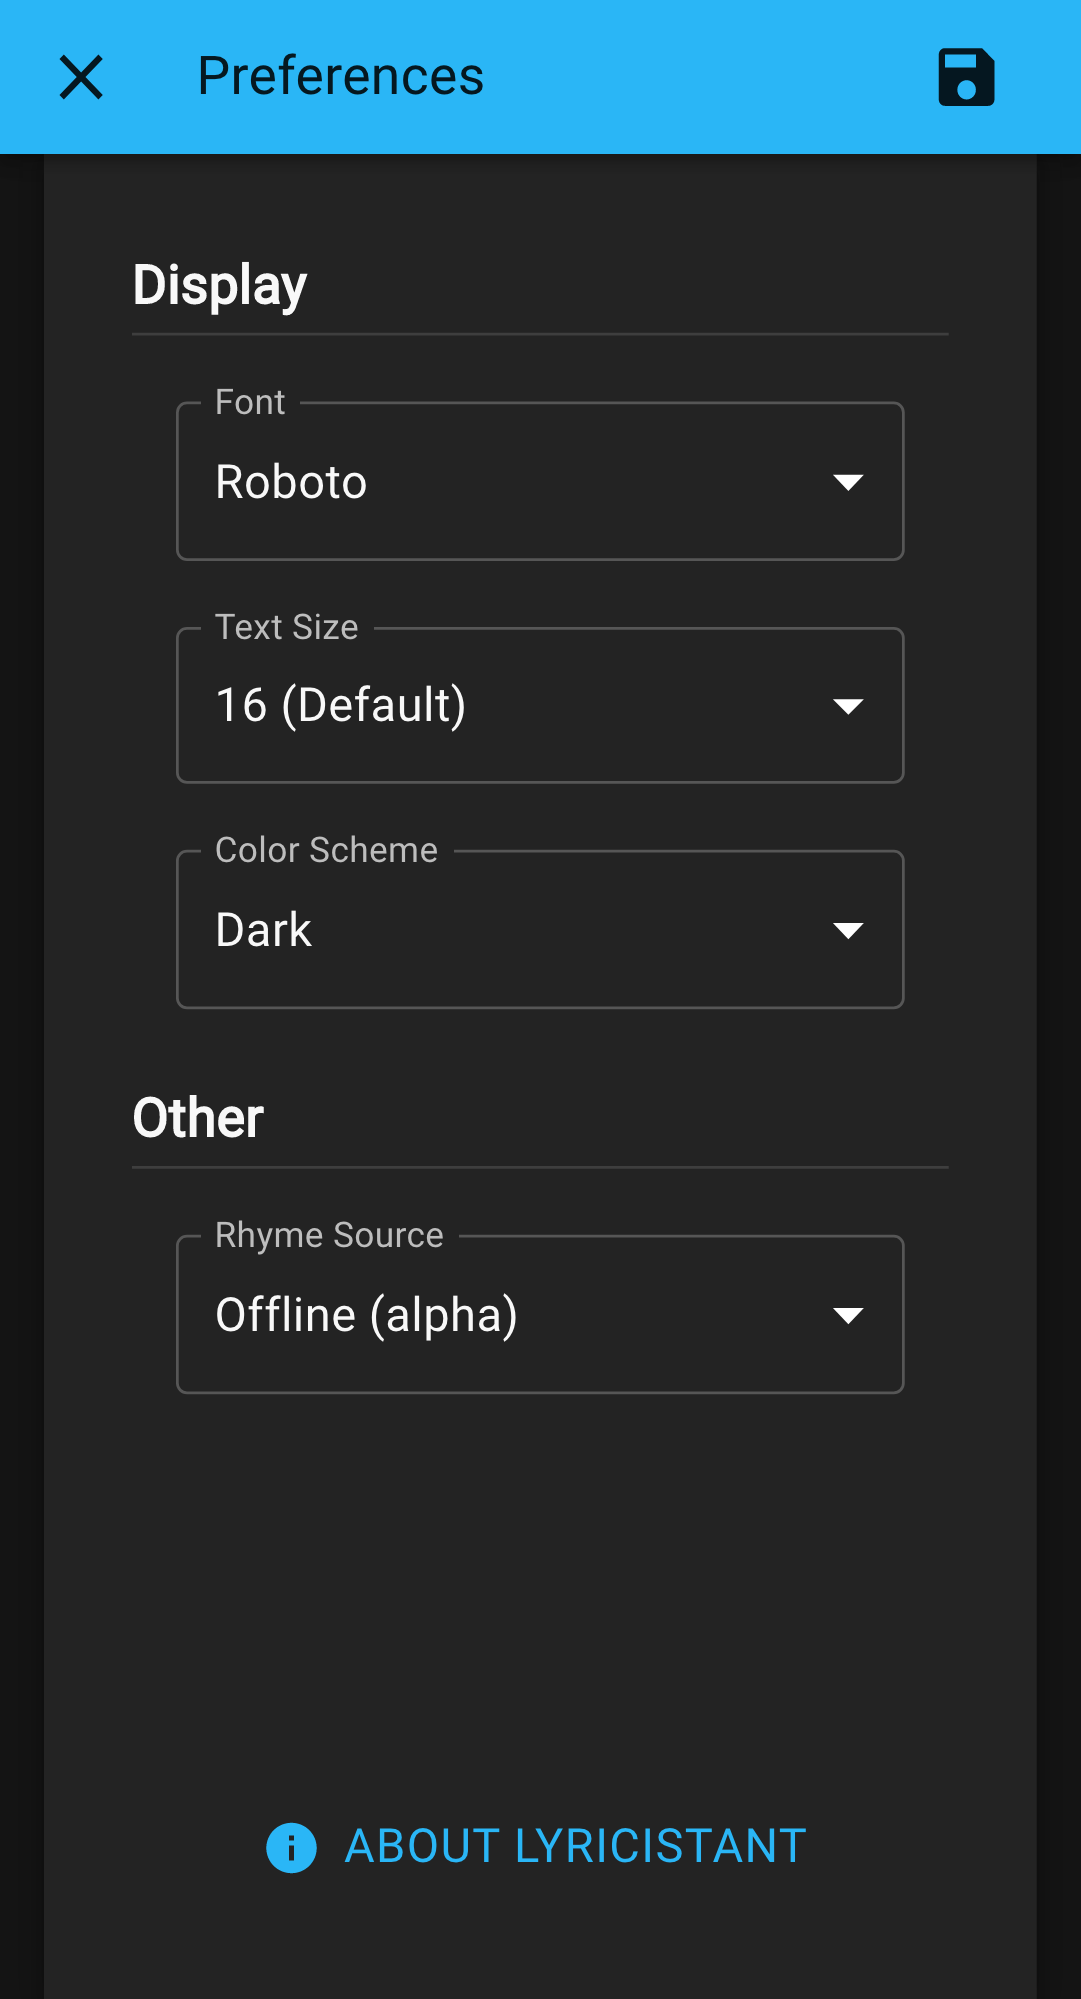 Preferences
Display
Font
Roboto
Text Size
16 (Default)
Color Scheme
Dark
Other
Rhyme Source
Offline (alpha)
ABOUT LYRICISTANT